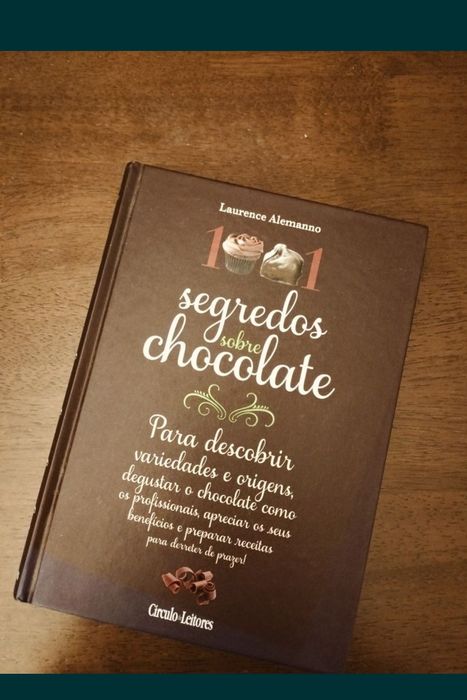 Laurence Alemanno
1001
segredos
sobre
chocolate
Para descobrir
variedades e origens,
degustar o chocolate como
os profissionais, apreciar os seus
benefícios e preparar receitas
para derreter de prazer!
Círculo de Leitores